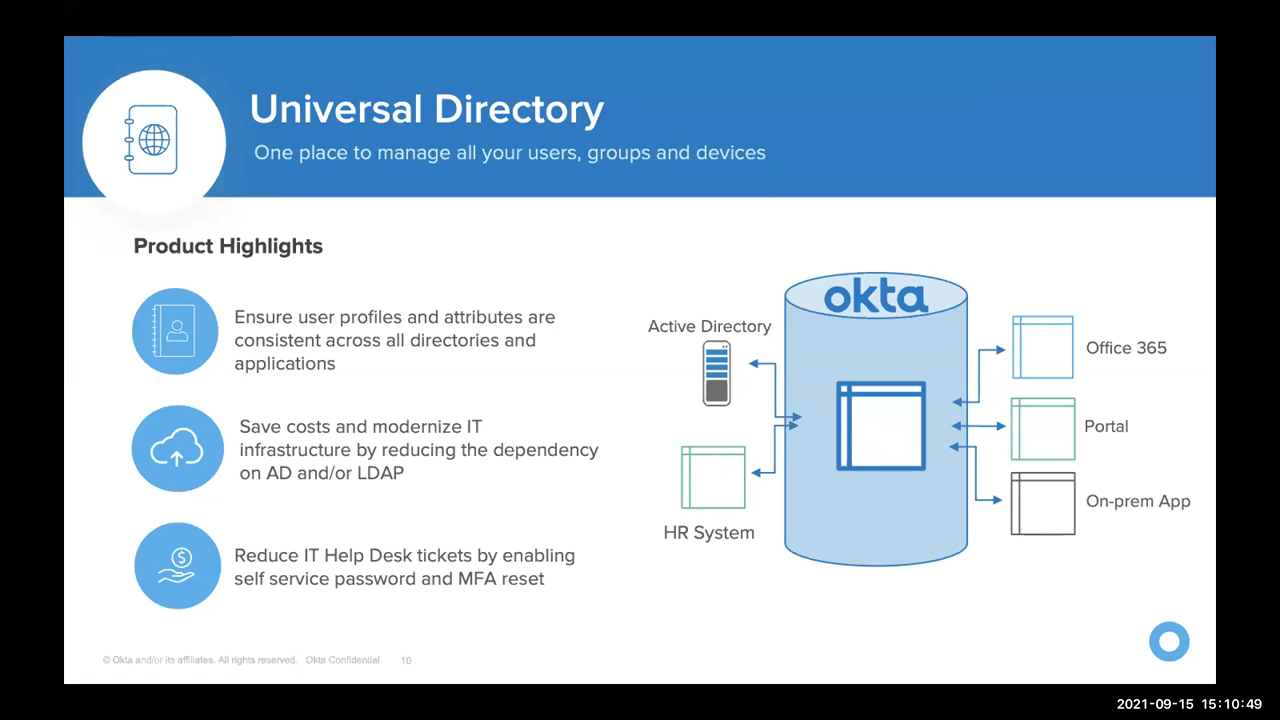 Universal Directory
One place to manage all your users, groups and devices
Product Highlights
Ensure user profiles and attributes are
consistent across all directories and
applications
Save costs and modernize IT
infrastructure by reducing the dependency
on AD and/or LDAP
Reduce IT Help Desk tickets by enabling
self service password and MFA reset
okta
Active Directory
HR System
Office 365
Portal
On-prem App
© Okta and/or its affiliates. All rights reserved. Okta Confidential 10
2021-09-15 15:10:49